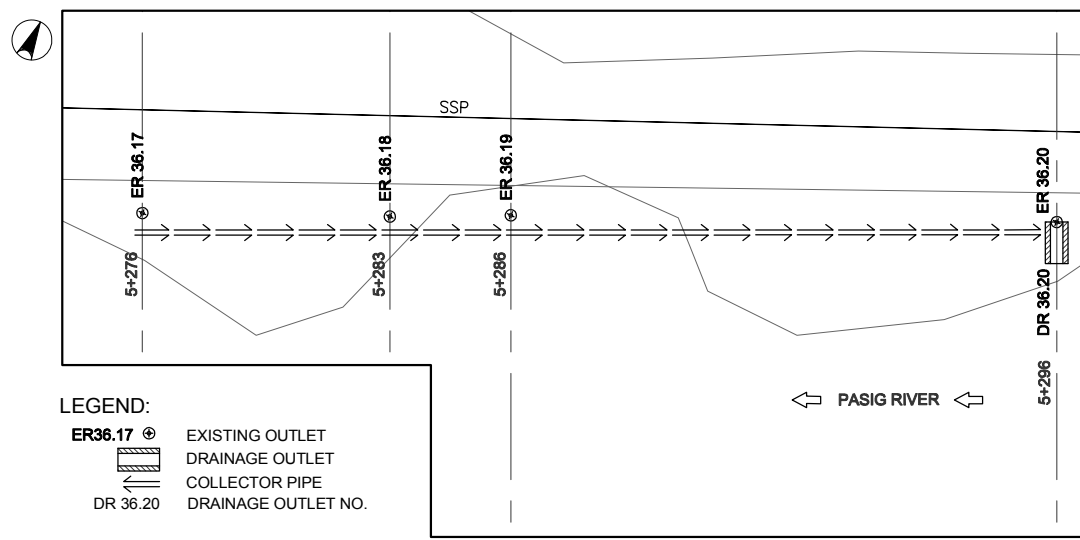 SSP
ER 36.17
ER 36.18
ER 36.19
ER 36.20
5+276
5+283
5+286
DR 36.20
5+296
PASIG RIVER
LEGEND:
ER36.17 EXISTING OUTLET
DRAINAGE OUTLET
COLLECTOR PIPE
DR 36.20 DRAINAGE OUTLET NO.